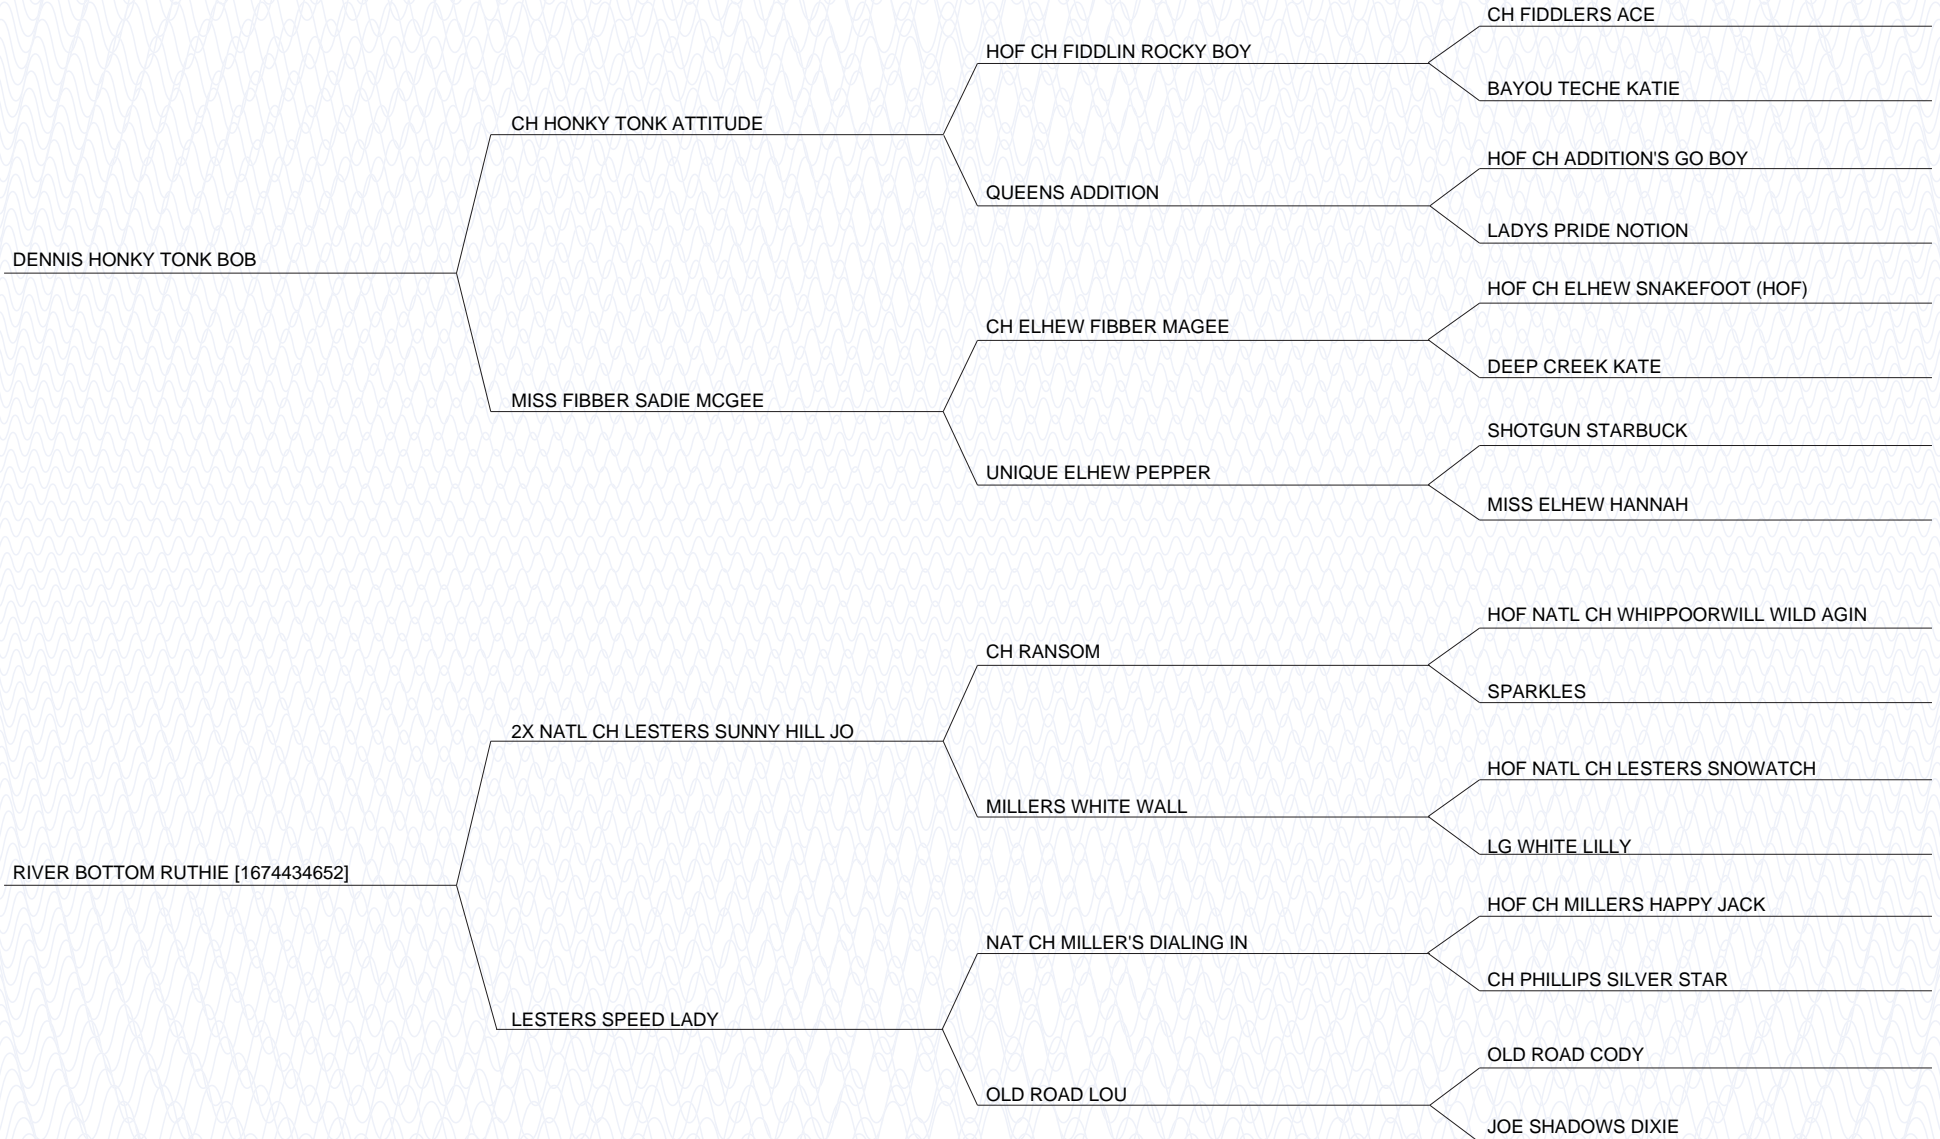 CH FIDDLERS ACE
HOF CH FIDDLIN ROCKY BOY
BAYOU TECHE KATIE
CH HONKY TONK ATTITUDE
HOF CH ADDITION'S GO BOY
QUEENS ADDITION
LADYS PRIDE NOTION
DENNIS HONKY TONK BOB
HOF CH ELHEW SNAKEFOOT (HOF)
CH ELHEW FIBBER MAGEE
DEEP CREEK KATE
MISS FIBBER SADIE MCGEE
SHOTGUN STARBUCK
UNIQUE ELHEW PEPPER
MISS ELHEW HANNAH
HOF NATL CH WHIPPOORWILL WILD AGIN
CH RANSOM
SPARKLES
2X NATL CH LESTERS SUNNY HILL JO
HOF NATL CH LESTERS SNOWATCH
MILLERS WHITE WALL
LG WHITE LILLY
RIVER BOTTOM RUTHIE [1674434652]
HOF CH MILLERS HAPPY JACK
NAT CH MILLER'S DIALING IN
CH PHILLIPS SILVER STAR
LESTERS SPEED LADY
OLD ROAD CODY
OLD ROAD LOU
JOE SHADOWS DIXIE